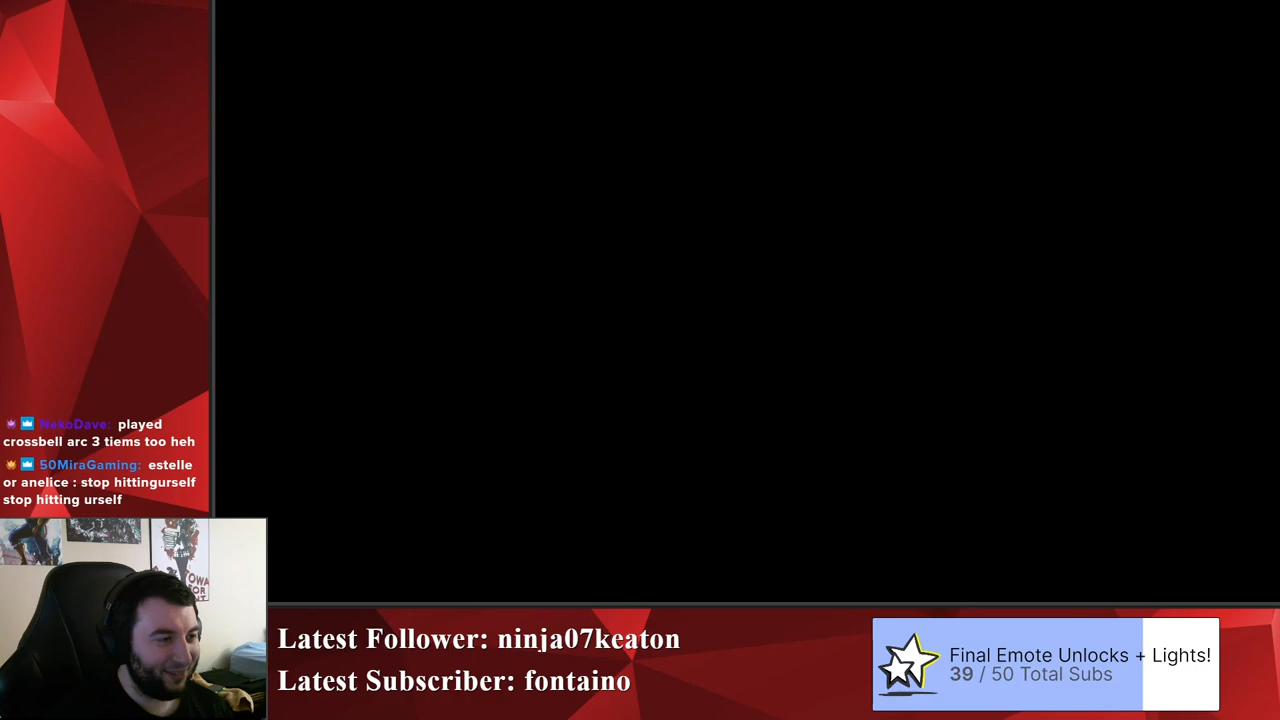 NekoDave: played
crossbell arc 3 tiems too heh
50MiraGaming: estelle
or anelice : stop hittingurself
stop hitting urself
Latest Follower: ninja07keaton
Latest Subscriber: fontaino
Final Emote Unlocks + Lights!
39 / 50 Total Subs